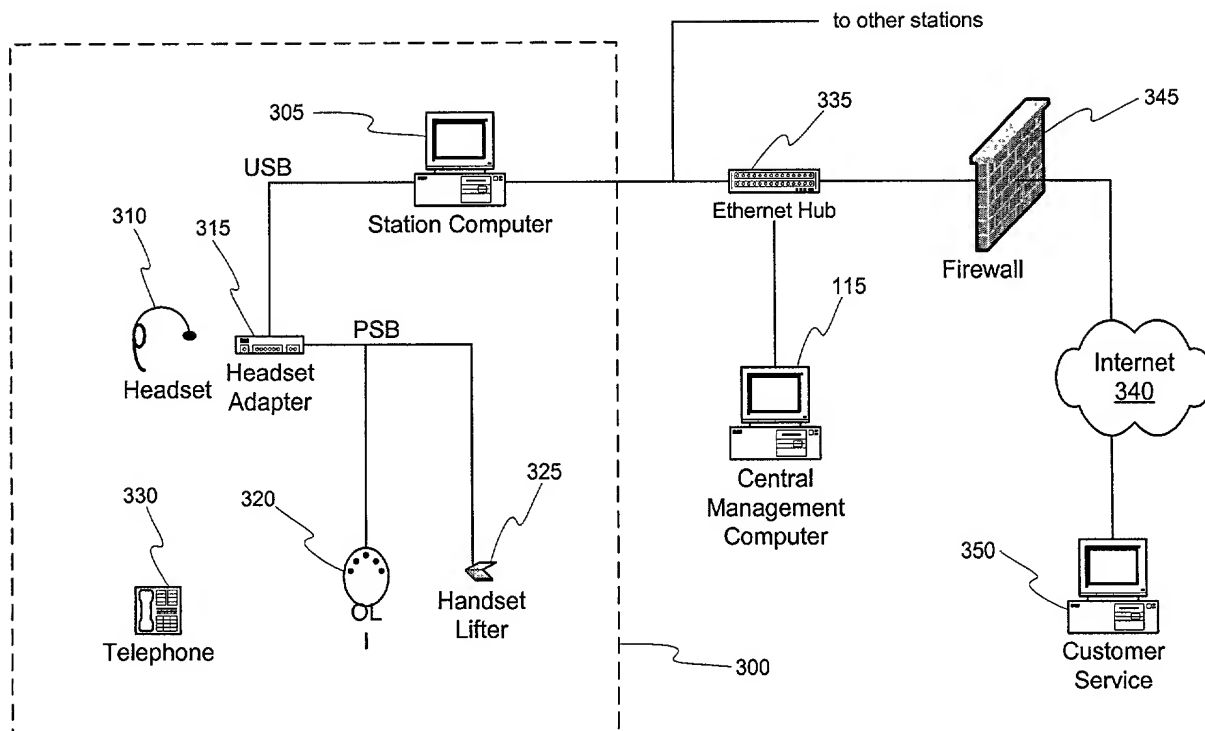 to other stations
305
335
345
USB
Station Computer
Ethernet Hub
Firewall
310
315
115
PSB
Headset
Headset
Adapter
Internet
340
Central
Management
Computer
330
320
325
350
Telephone
OL
I
Handset
Lifter
300
Customer
Service